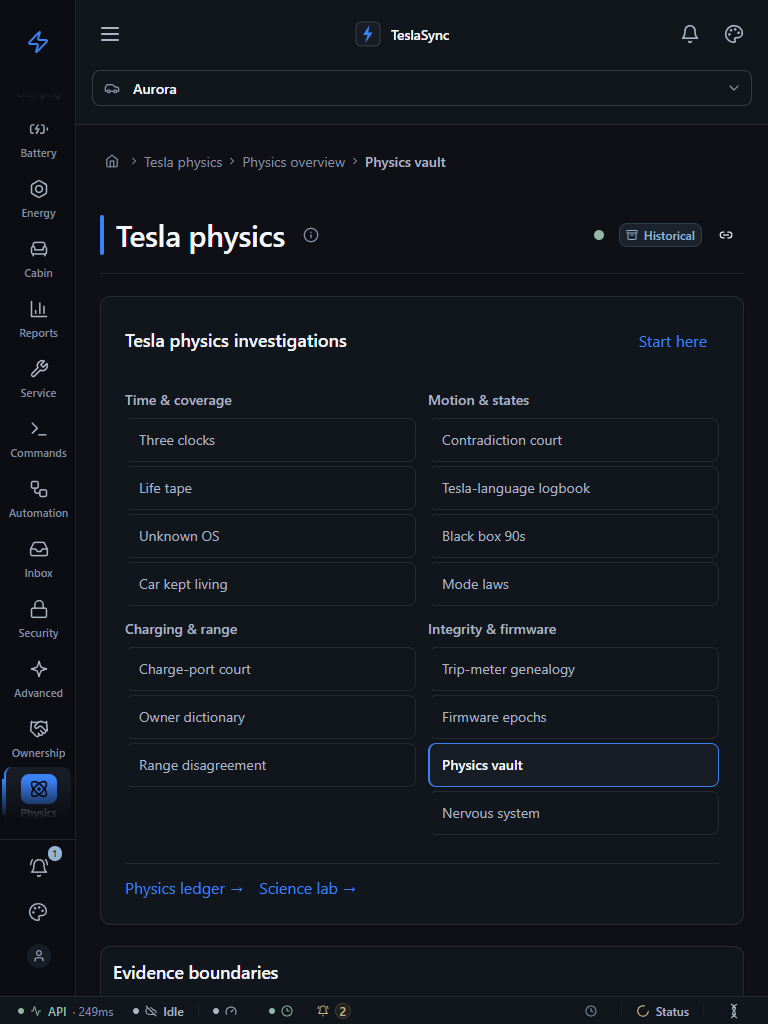 TeslaSync
Aurora
Charging
Battery
Energy
Cabin
Reports
Service
Commands
Automation
Inbox
Security
Advanced
Ownership
Physics
1
Tesla physics > Physics overview > Physics vault
Tesla physics
Historical
Tesla physics investigations
Start here
Time & coverage
Three clocks
Life tape
Unknown OS
Car kept living
Motion & states
Contradiction court
Tesla-language logbook
Black box 90s
Mode laws
Charging & range
Charge-port court
Owner dictionary
Range disagreement
Integrity & firmware
Trip-meter genealogy
Firmware epochs
Physics vault
Nervous system
Physics ledger → Science lab →
Evidence boundaries
API · 249ms Idle 2 Status